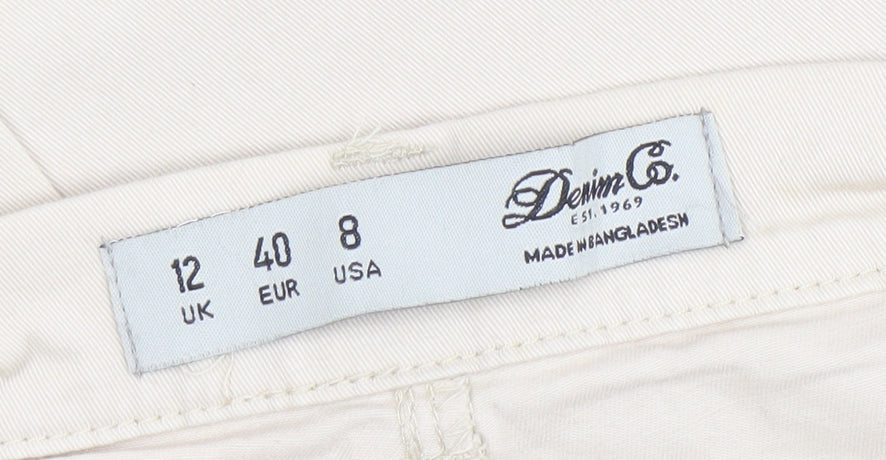 12 40 8
UK EUR USA
Denim Co.
EST. 1969
MADE IN BANGLADESH